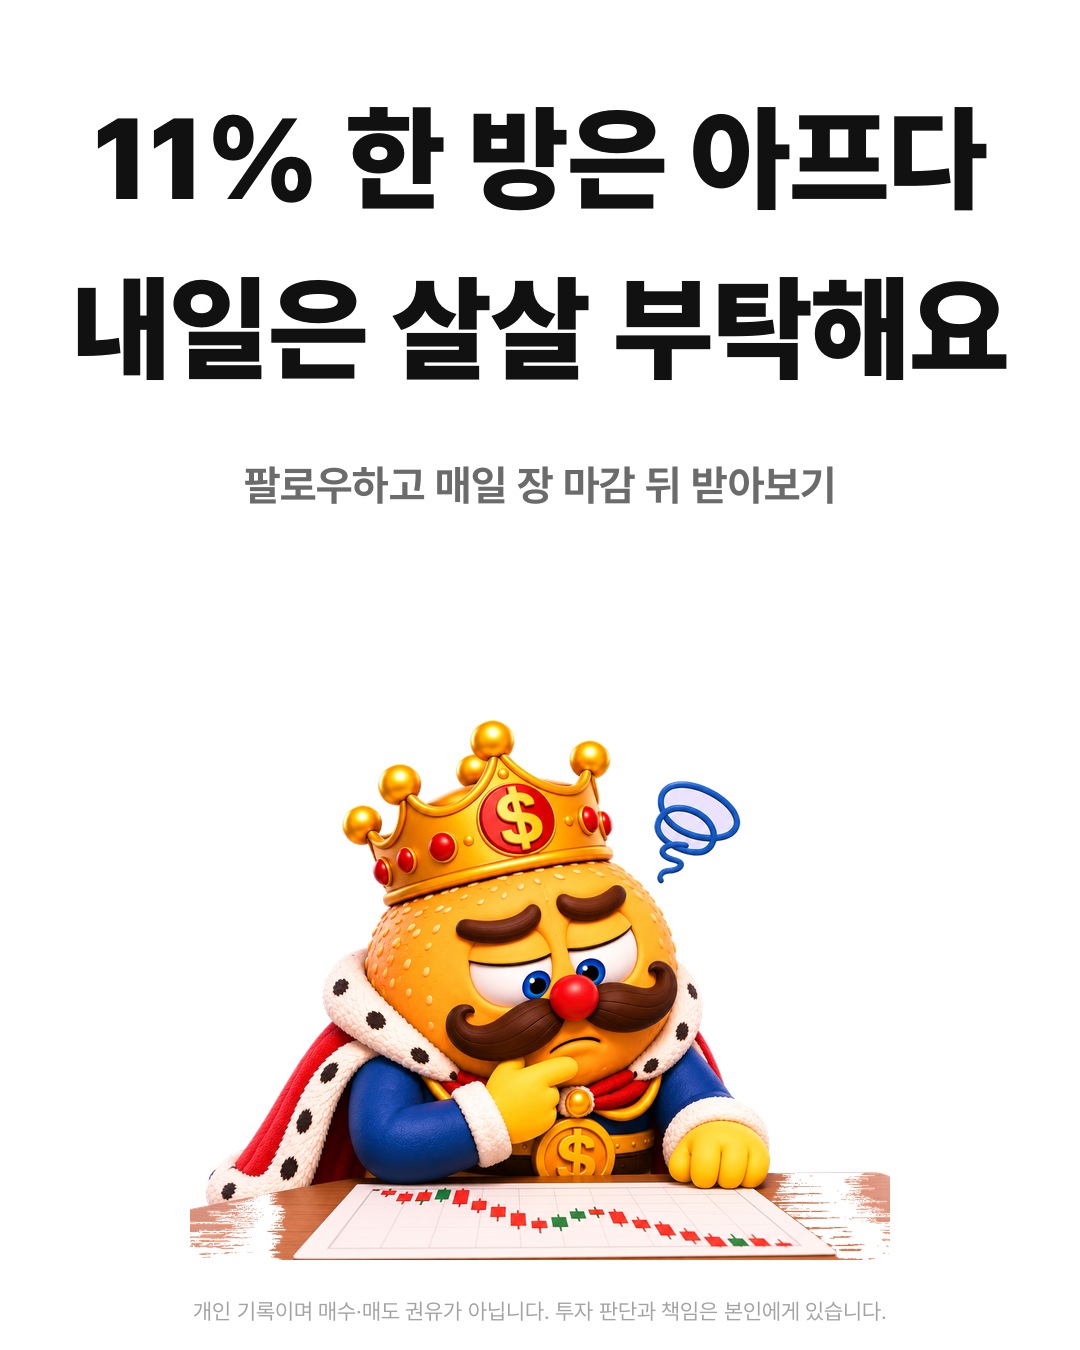 11% 한 방은 아프다
내일은 살살 부탁해요
팔로우하고 매일 장 마감 뒤 받아보기
$
$
개인 기록이며 매수·매도 권유가 아닙니다. 투자 판단과 책임은 본인에게 있습니다.